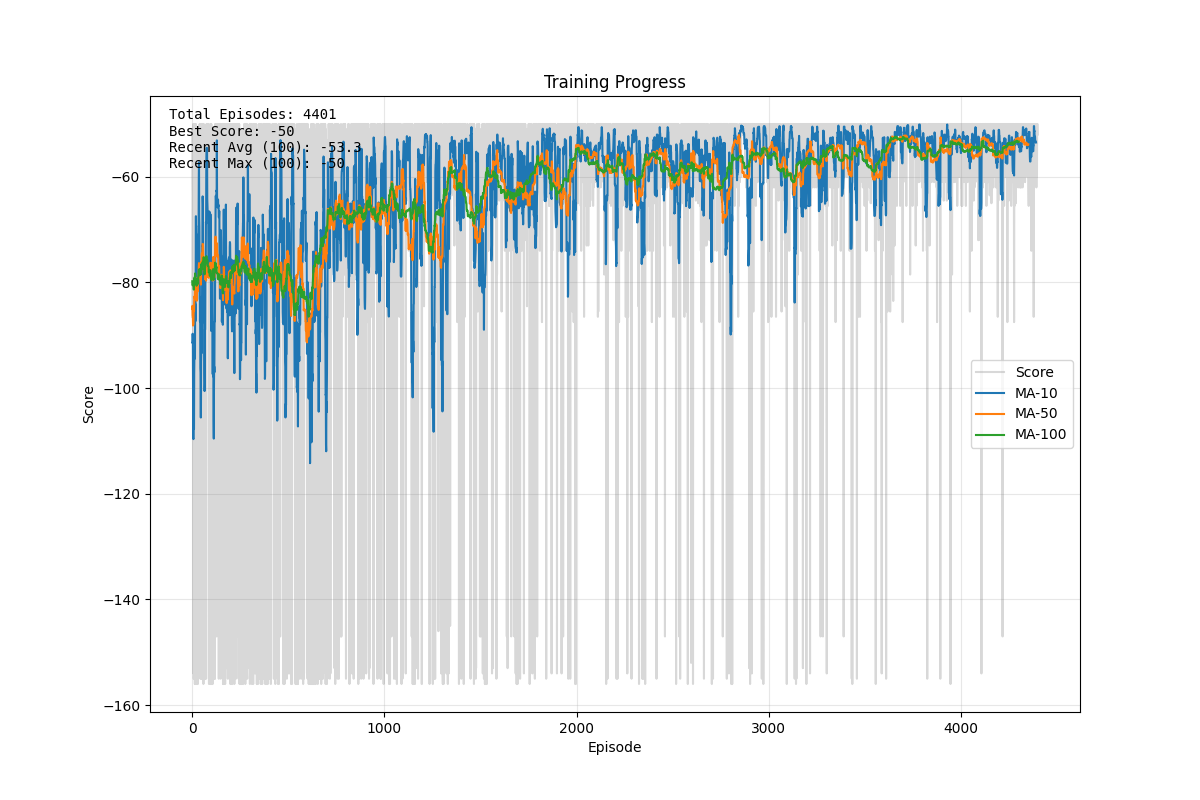 Training Progress
Total Episodes: 4401
Best Score: -50
Recent Avg (100): -53.3
Recent Max (100): -50
Score
−60
−80
−100
−120
−140
−160
Score
MA-10
MA-50
MA-100
0
1000
2000
3000
4000
Episode